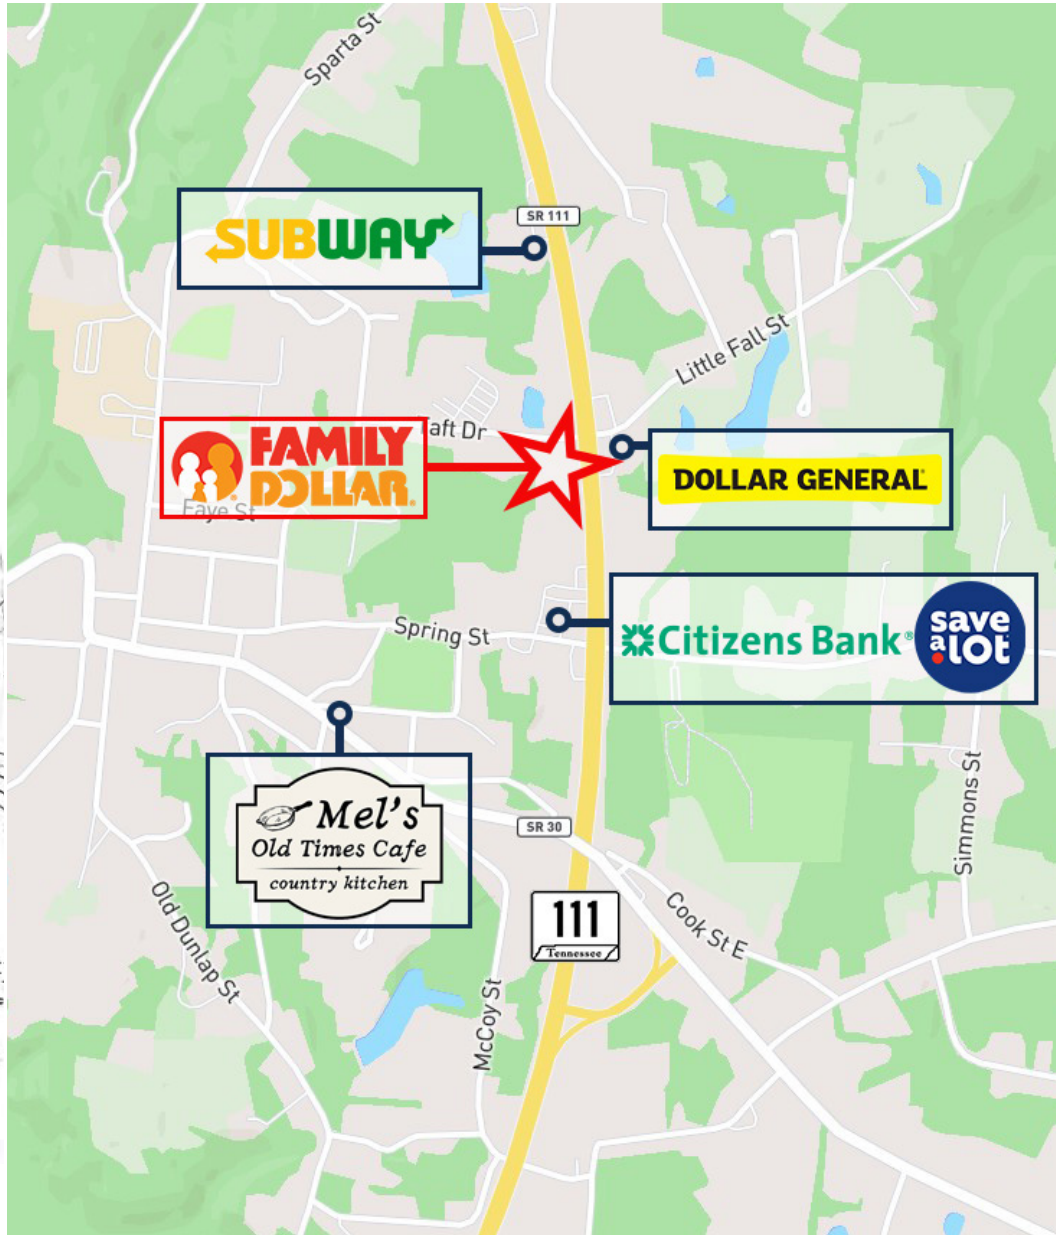 Sparta St
SR 111
SUBWAY
Little Fall St
Taft Dr
FAMILY
DOLLAR
Faye St
DOLLAR GENERAL
Spring St
Citizens Bank®
save
a
lot
Mel's
Old Times Cafe
country kitchen
SR 30
Simmons St
111
Tennessee
Cook St E
Old Dunlap St
McCoy St